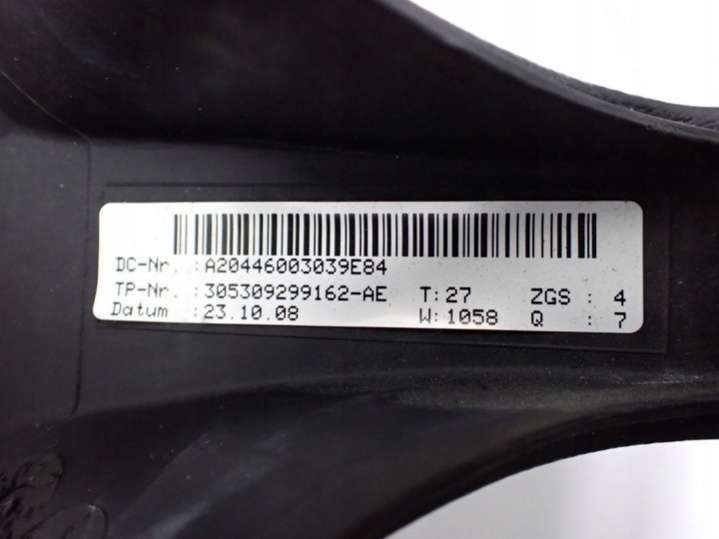 DC-Nr. :A20446003039E84
TP-Nr. :305309299162-AE T:27 ZGS : 4
Datum :23.10.08 W:1058 Q : 7